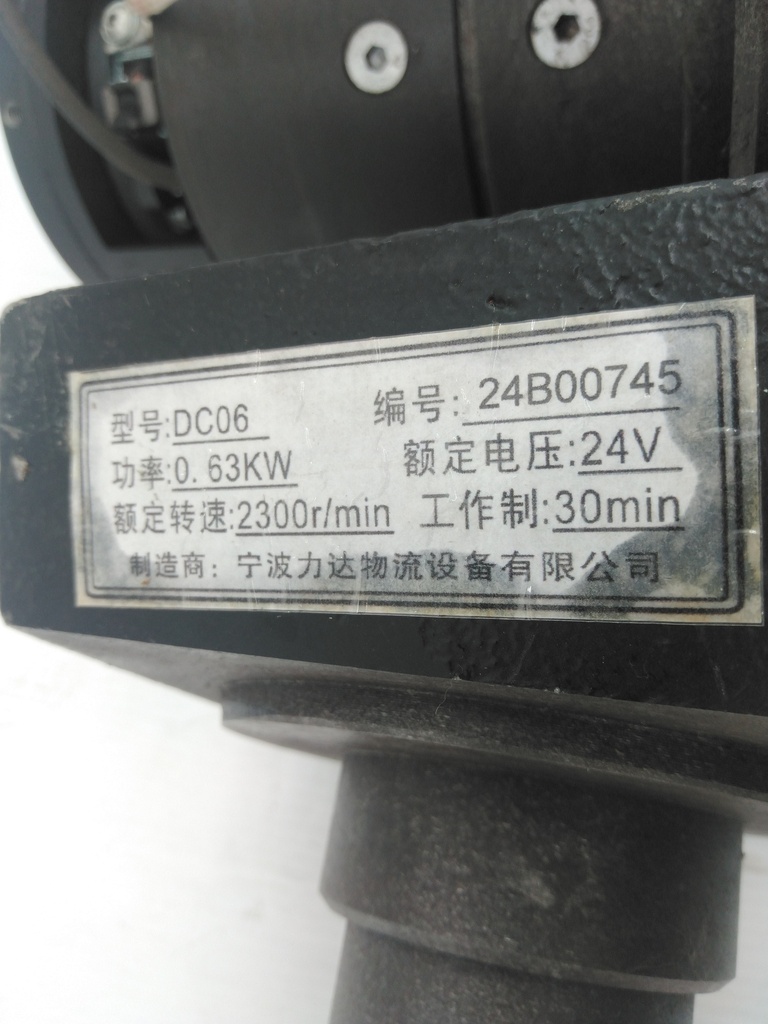 型号:DC06 编号: 24B00745
功率:0.63KW 额定电压:24V
额定转速:2300r/min 工作制:30min
制造商: 宁波力达物流设备有限公司